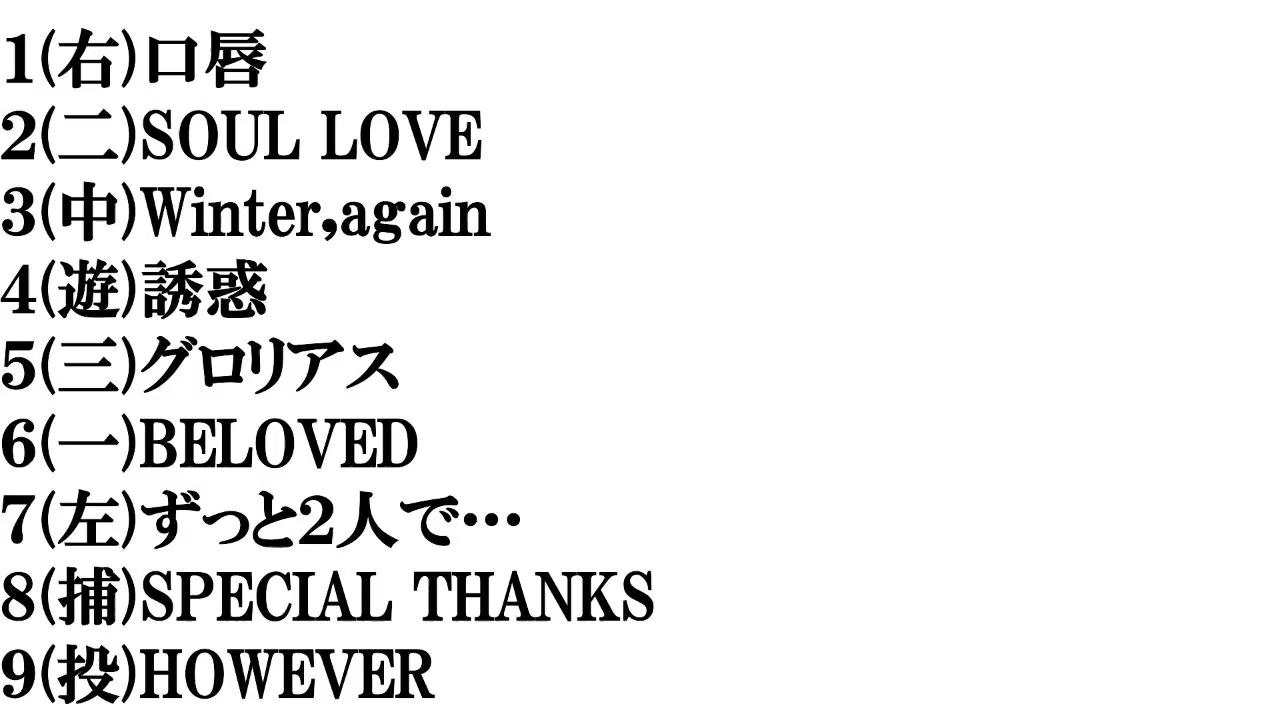 1(右)口唇
2(二)SOUL LOVE
3(中)Winter,again
4(遊)誘惑
5(三)グロリアス
6(一)BELOVED
7(左)ずっと2人で…
8(捕)SPECIAL THANKS
9(投)HOWEVER